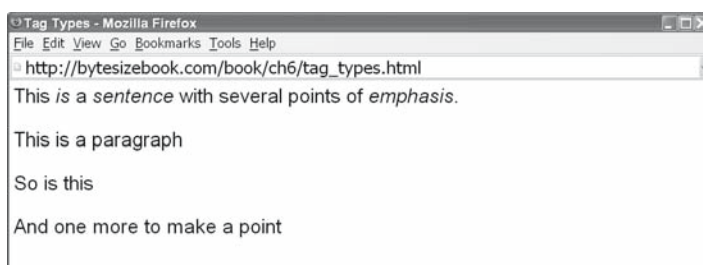 Tag Types - Mozilla Firefox
File Edit View Go Bookmarks Tools Help
http://bytesizebook.com/book/ch6/tag_types.html
This is a sentence with several points of emphasis.
This is a paragraph
So is this
And one more to make a point